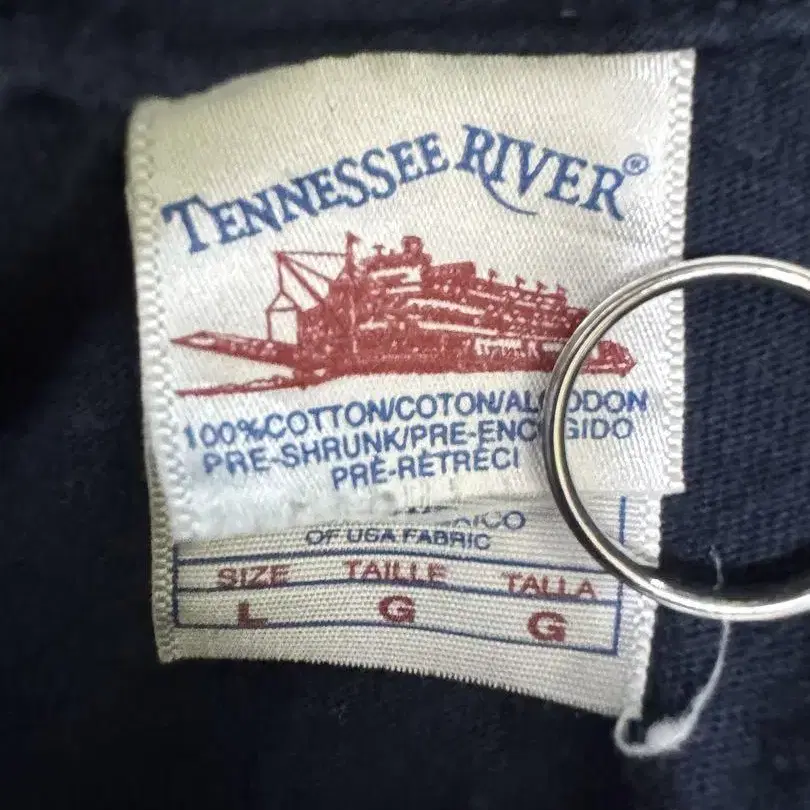 TENNESSEE RIVER®
100% COTTON/COTON/ALGODON
PRE-SHRUNK/PRE-ENCOGIDO
PRÉ-RÉTRÉCI
OF USA FABRIC
SIZE TAILLE TALLA
L G G